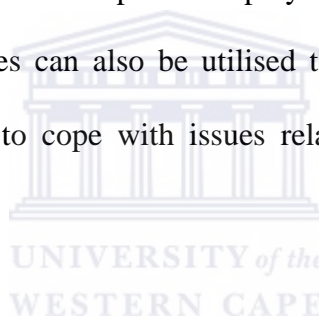 es can also be utilised t
to cope with issues rela
UNIVERSITY of the
WESTERN CAPE